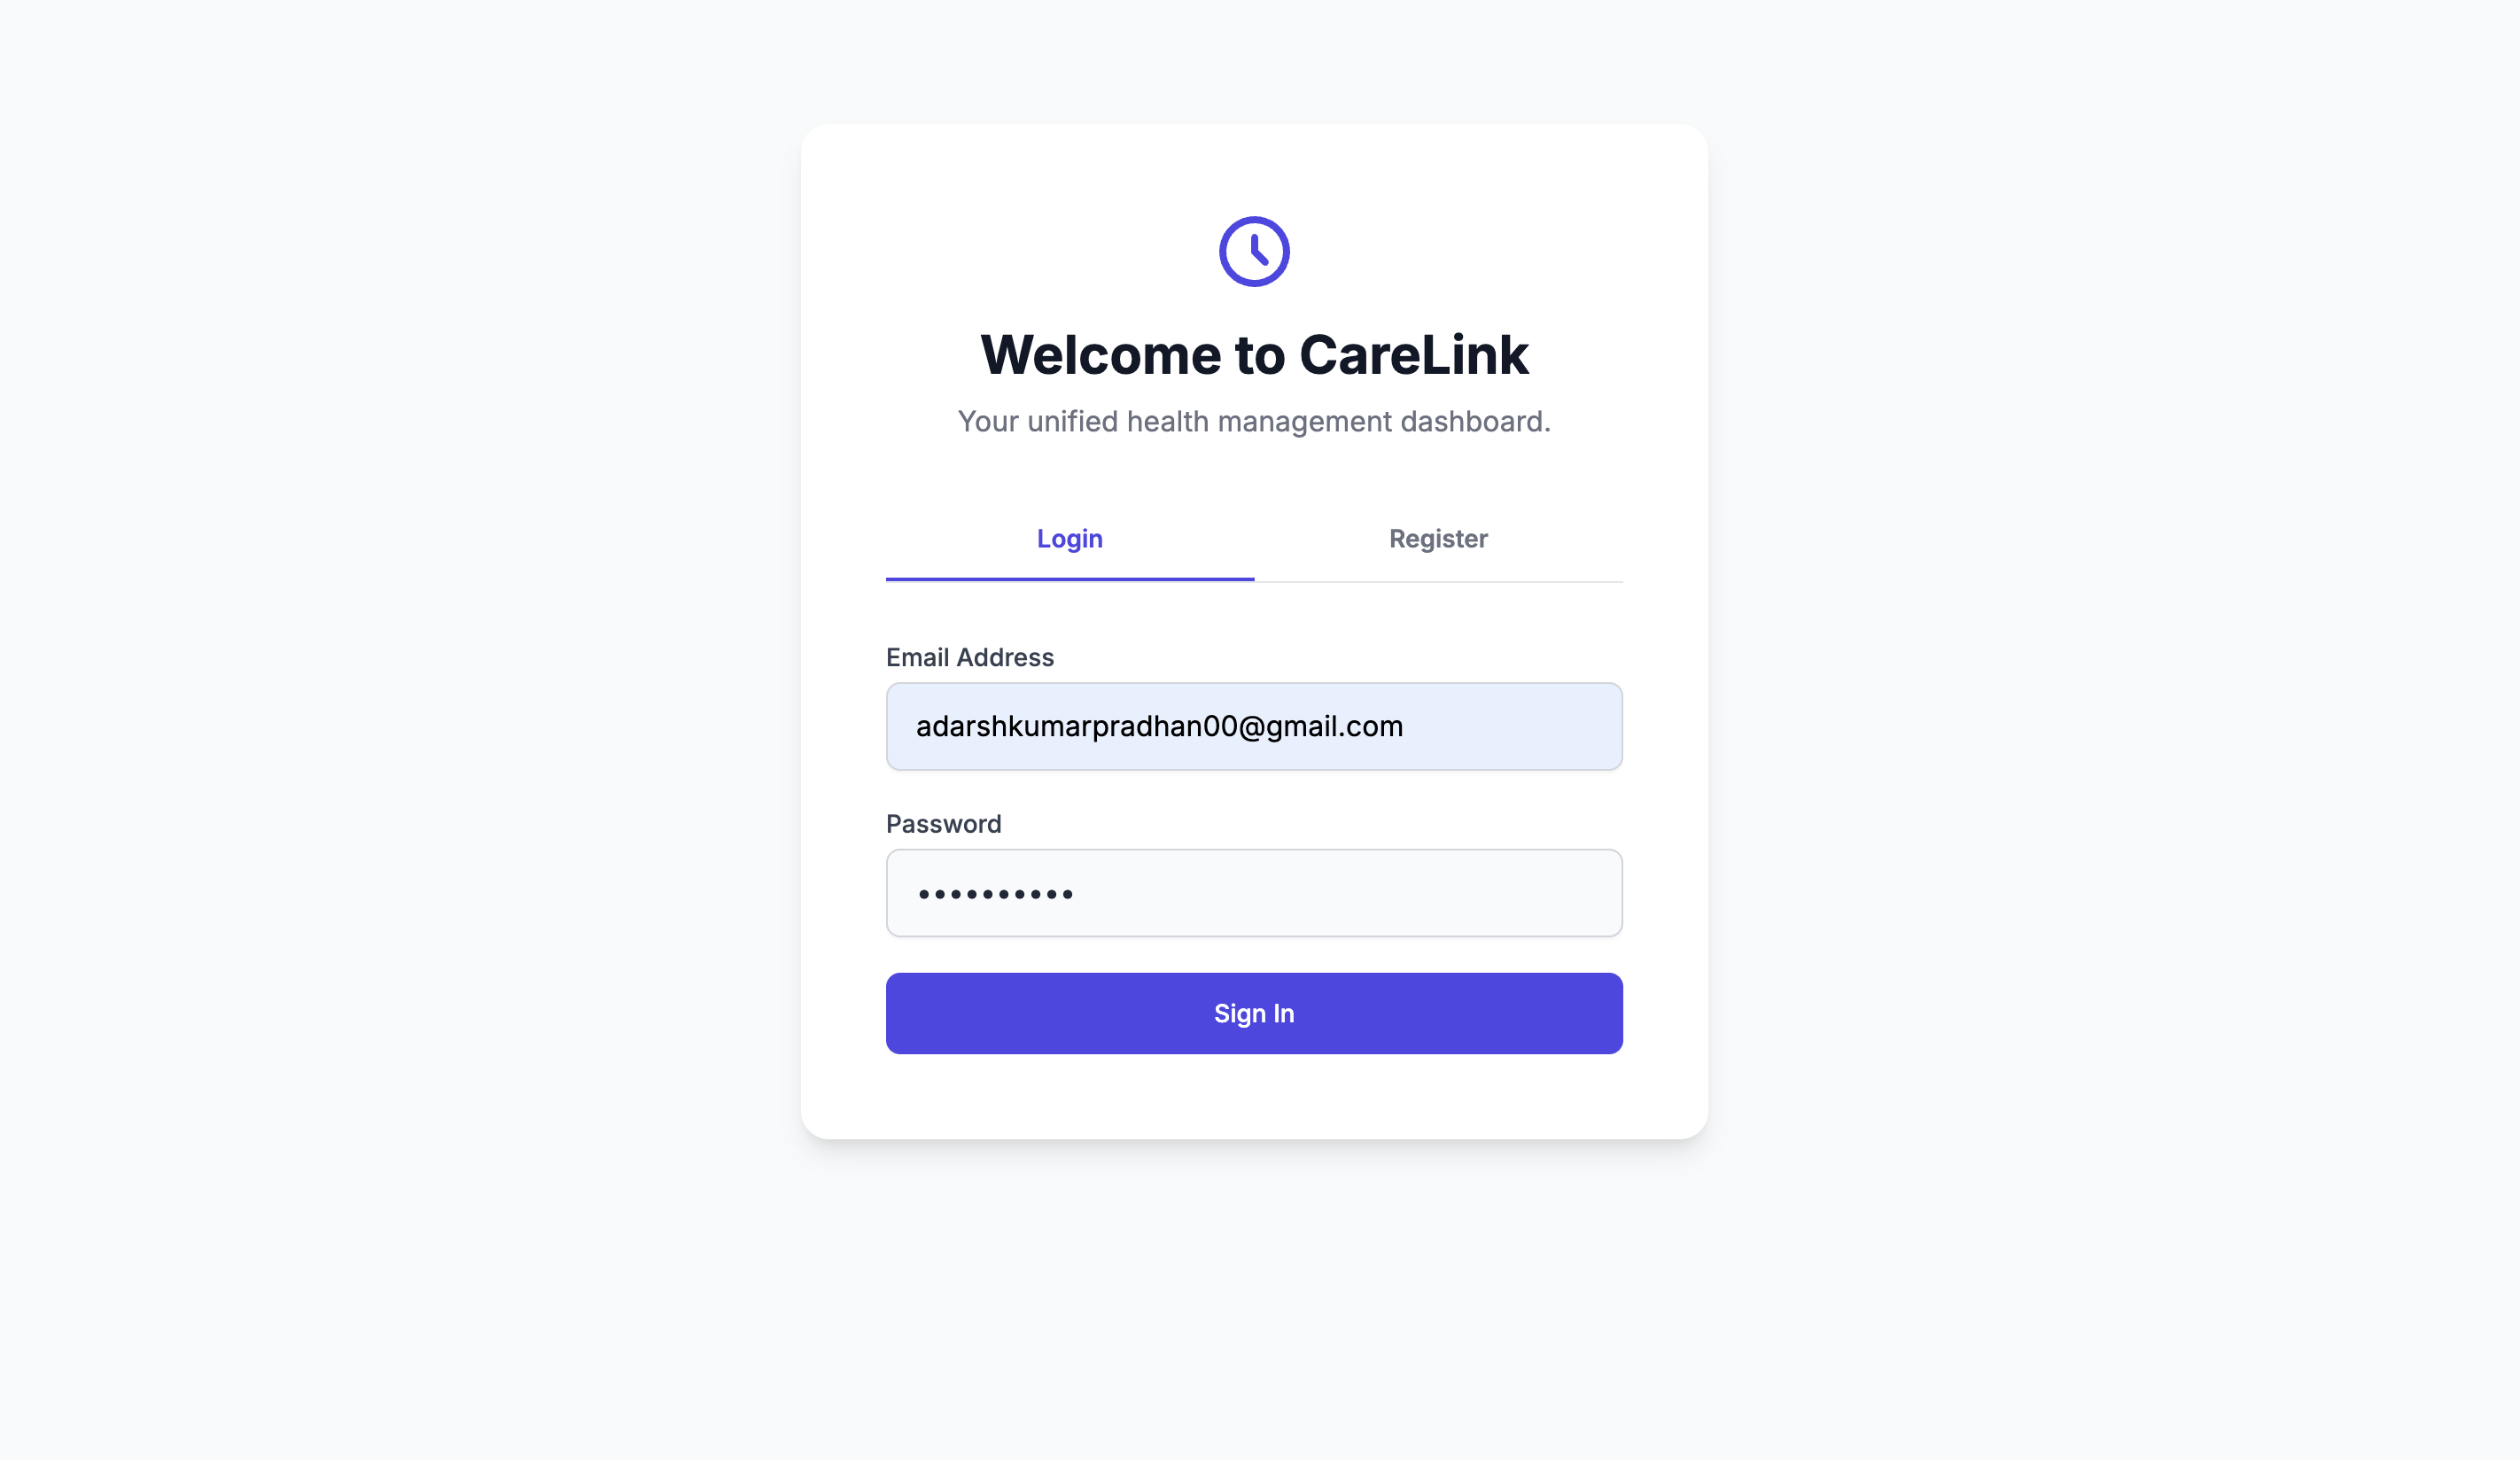 Welcome to CareLink
Your unified health management dashboard.
Login Register
Email Address
adarshkumarpradhan00@gmail.com
Password
••••••••••
Sign In